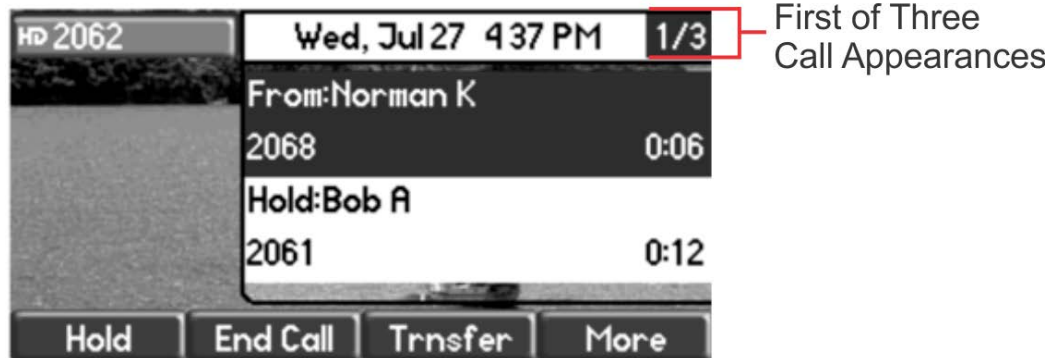 HD 2062
Wed, Jul 27 4 37 PM 1/3
First of Three
Call Appearances
From:Norman K
2068 0:06
Hold:Bob A
2061 0:12
Hold End Call Trnsfer More